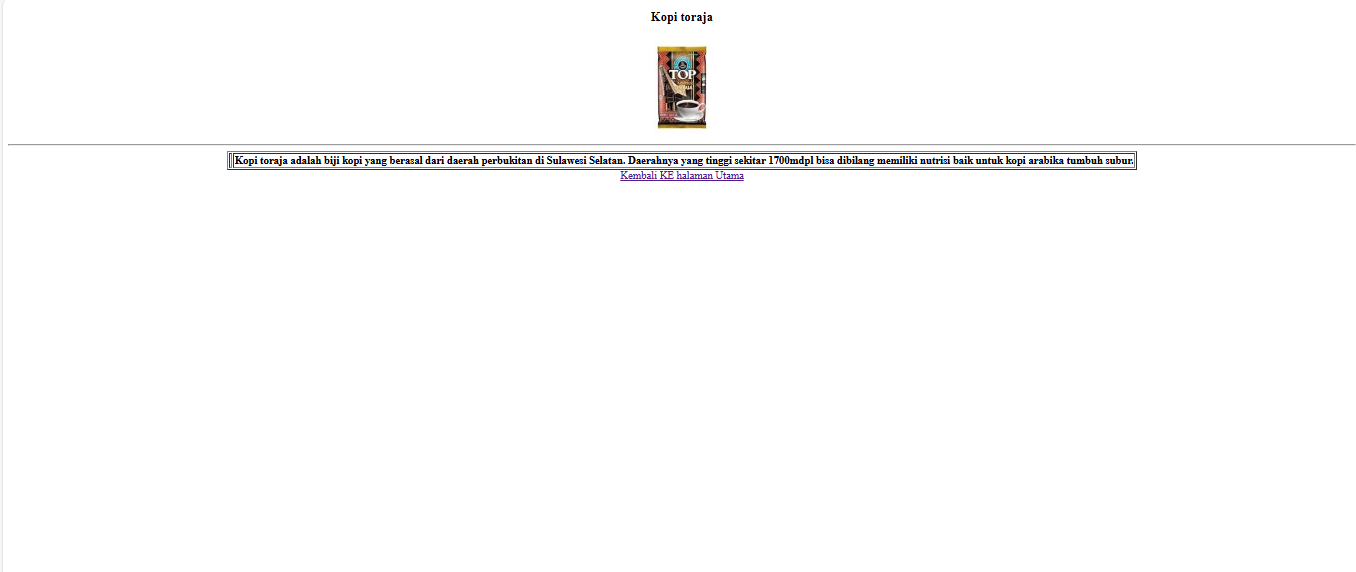 Kopi toraja
TOP
Kopi toraja adalah biji kopi yang berasal dari daerah perbukitan di Sulawesi Selatan. Daerahnya yang tinggi sekitar 1700mdpl bisa dibilang memiliki nutrisi baik untuk kopi arabika tumbuh subur.
Kembali KE halaman Utama